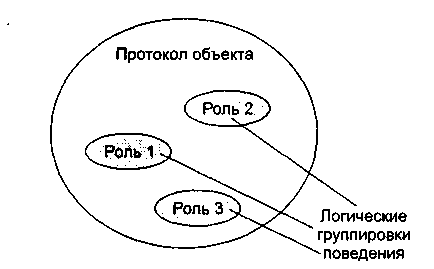 Протокол объекта
Роль 2
Роль 1
Роль 3
Логические
группировки
поведения